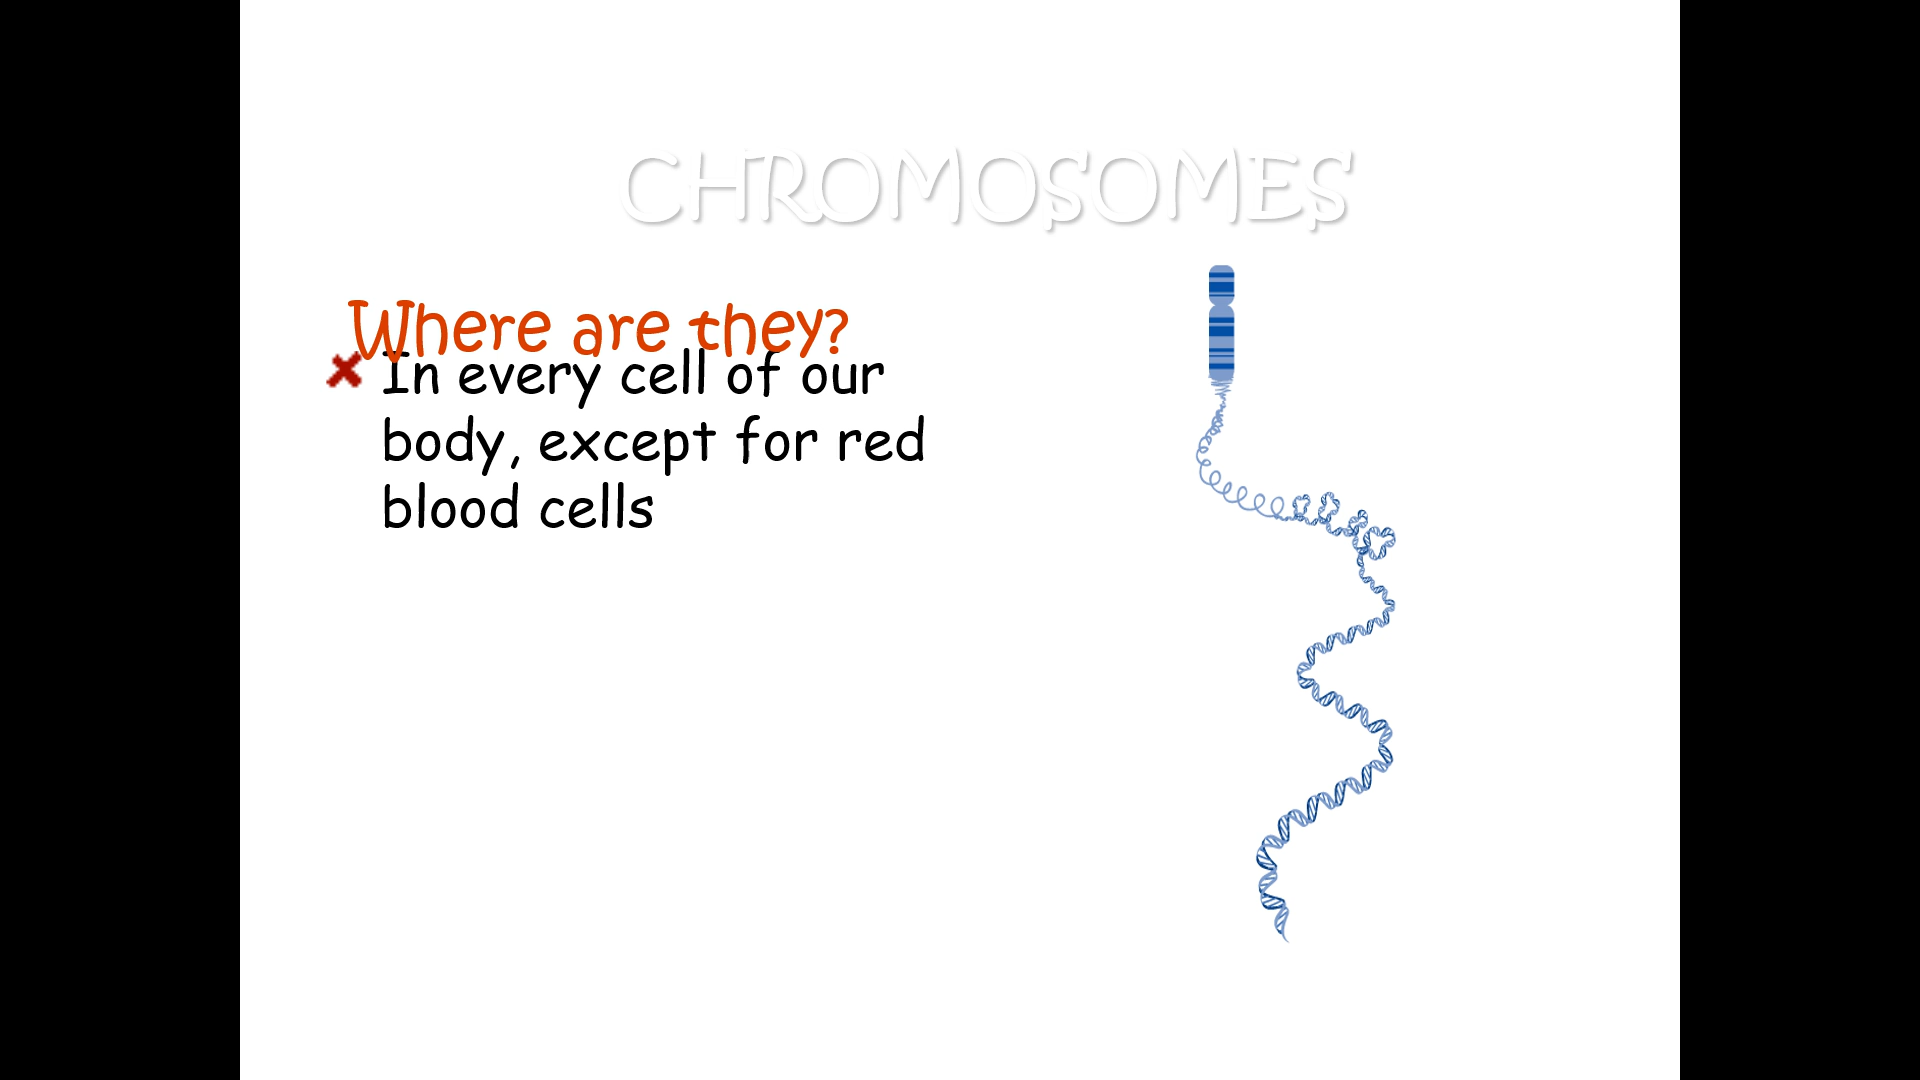 CHROMOSOMES
Where are they?
In every cell of our
body, except for red
blood cells